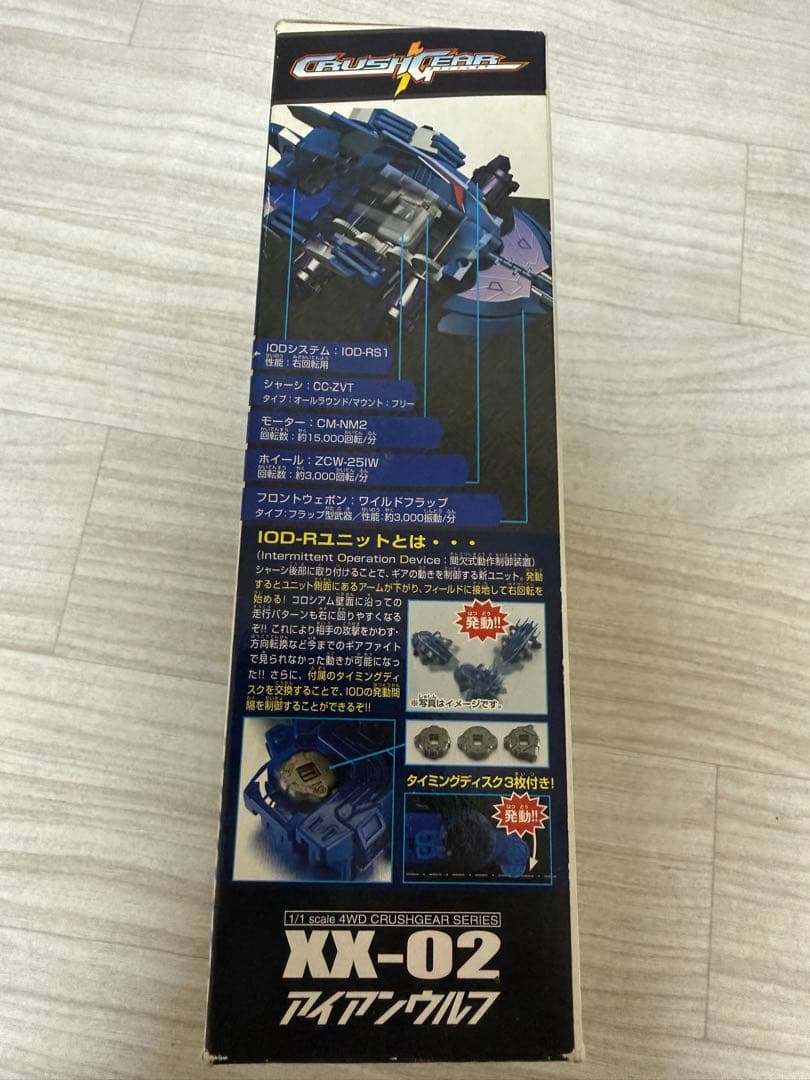 CRUSHGEAR
IODシステム：IOD-RS1
性能：右回転用
シャーシ：CC-ZVT
タイプ：オールラウンド/マウント：フリー
モーター：CM-NM2
回転数：約15,000回転/分
ホイール：ZCW-25IW
回転数：約3,000回転/分
フロントウェポン：ワイルドフラップ
タイプ：フラップ型武器／性能：約3,000振動/分
IOD-Rユニットとは・・・
(Intermittent Operation Device：間欠式動作制御装置)
シャーシ後部に取り付けることで、ギアの動きを制御する新ユニット。発動
するとユニット側面にあるアームが下がり、フィールドに接地して右回転を
始める! コロシアム壁面に沿っての
走行パターンも右に回りやすくなる
ぞ!! これにより相手の攻撃をかわす・
方向転換など今までのギアファイト
で見られなかった動きが可能になっ
た!! さらに、付属のタイミングディ
スクを交換することで、IODの発動間
隔を制御することができるぞ!!
発動!!
※写真はイメージです。
タイミングディスク3枚付き!
発動!!
1/1 scale 4WD CRUSHGEAR SERIES
XX-02
アイアンウルフ